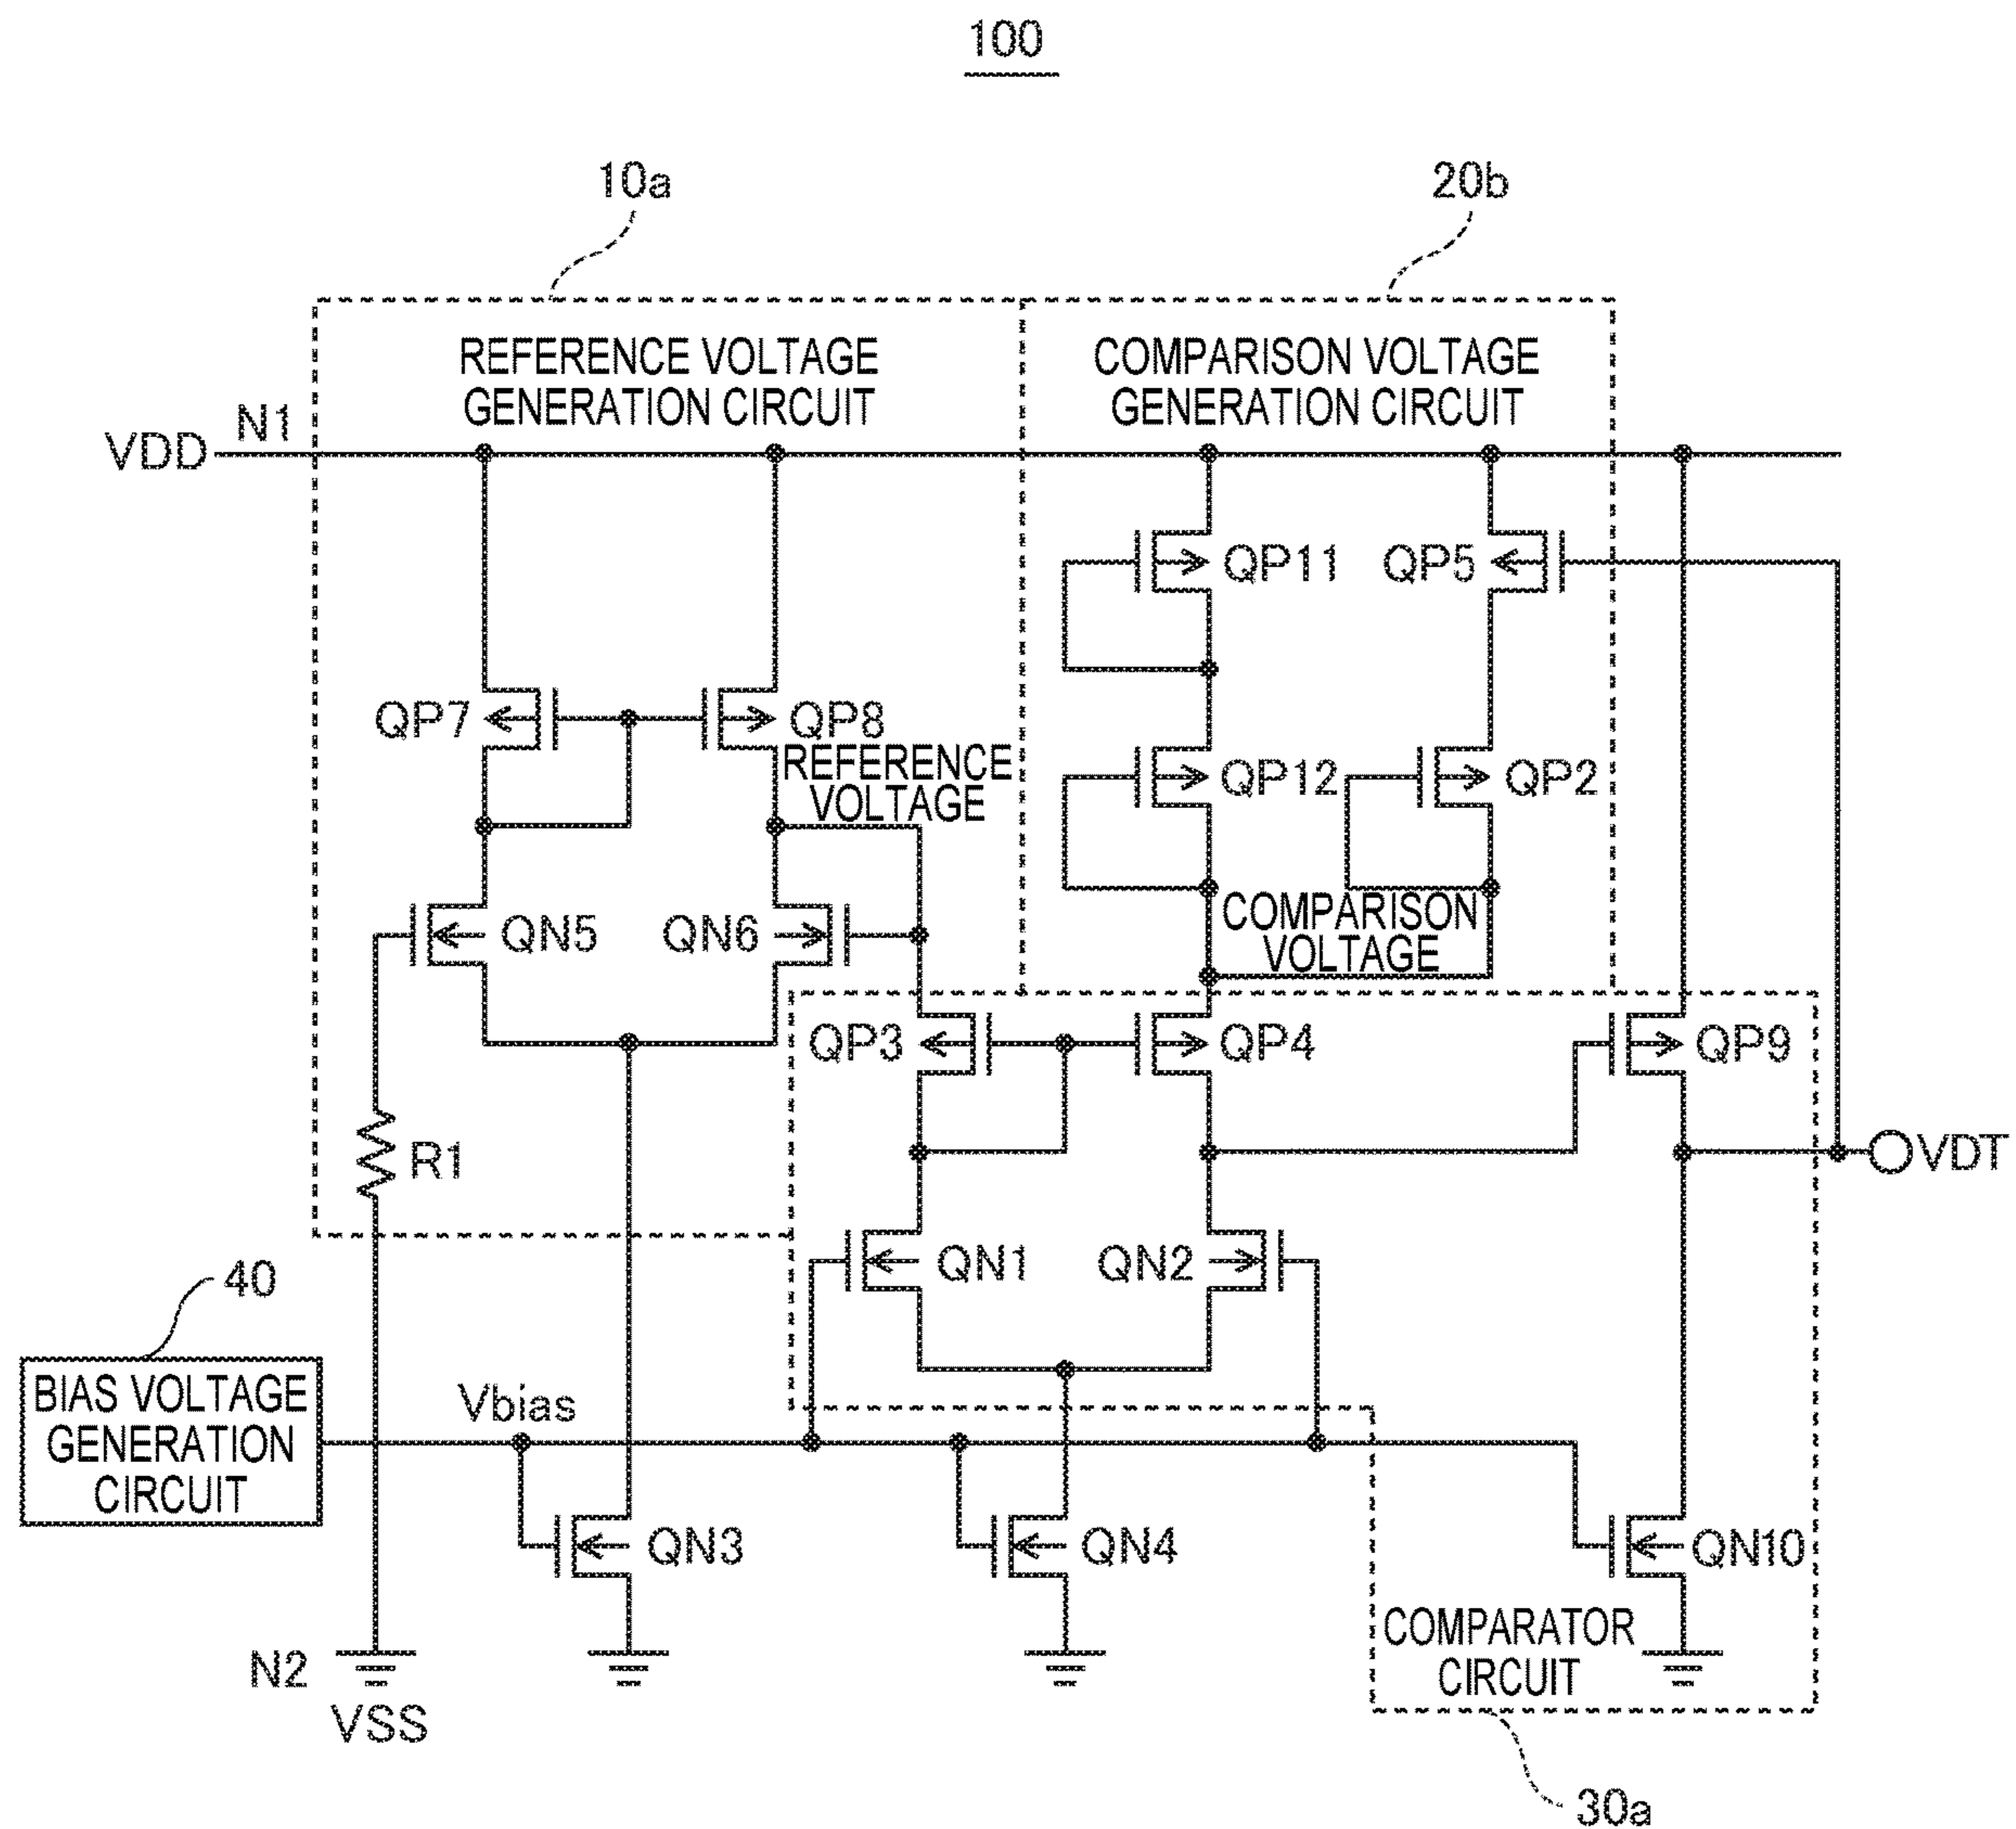 100
10a
20b
REFERENCE VOLTAGE
GENERATION CIRCUIT
COMPARISON VOLTAGE
GENERATION CIRCUIT
N1
VDD
QP11
QP5
QP7
QP8
REFERENCE
VOLTAGE
QP12
QP2
QN5
QN6
COMPARISON
VOLTAGE
QP3
QP4
QP9
R1
VDT
QN1
QN2
40
BIAS VOLTAGE
GENERATION
CIRCUIT
Vbias
QN3
QN4
QN10
COMPARATOR
CIRCUIT
N2
VSS
30a